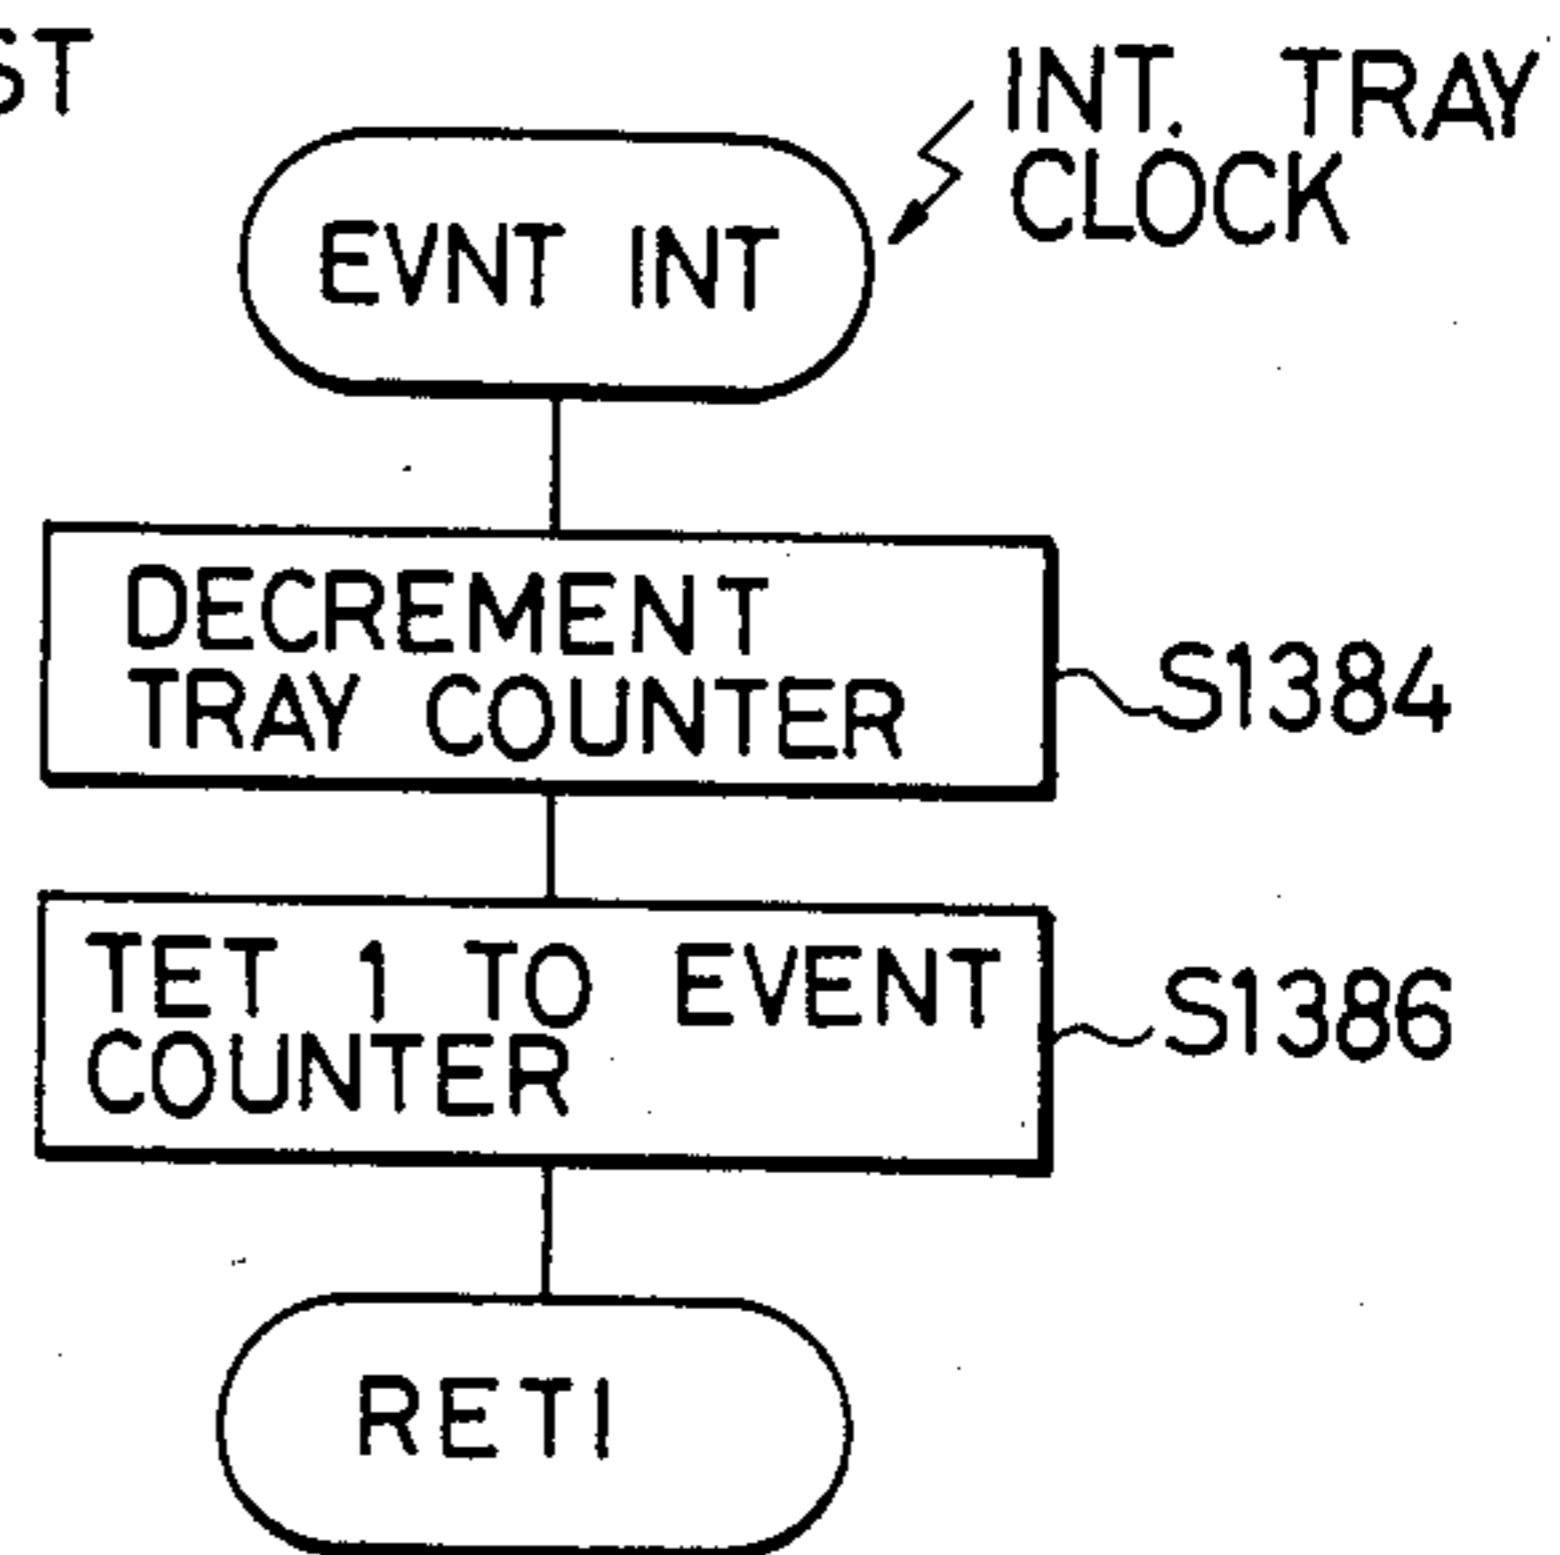 ST
INT. TRAY
CLOCK
EVNT INT
DECREMENT
TRAY COUNTER
S1384
TET 1 TO EVENT
COUNTER
S1386
RETI